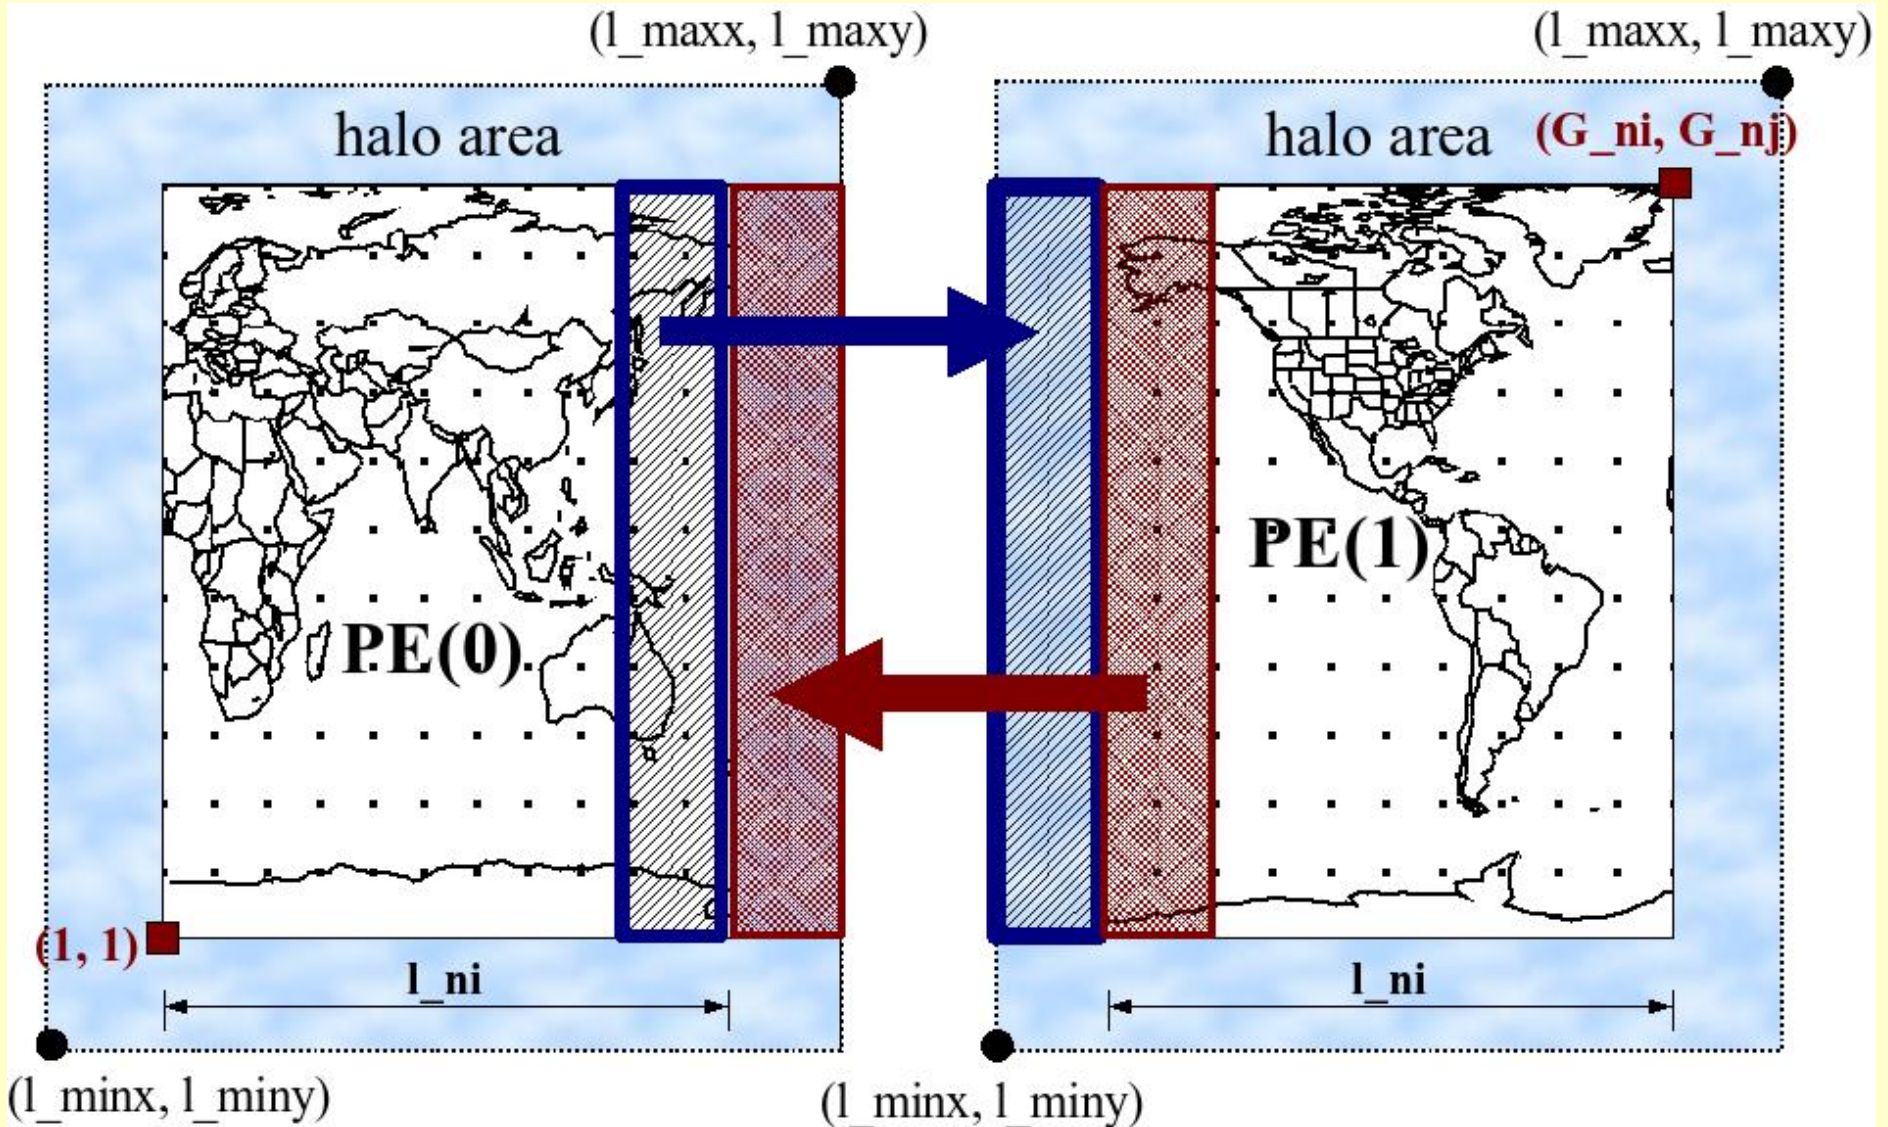 (l_maxx, l_maxy)
(l_maxx, l_maxy)
halo area
halo area
(G_ni, G_nj)
PE(1)
PE(0)
(1, 1)
l_ni
l_ni
(l_minx, l_miny)
(l_minx, l_miny)